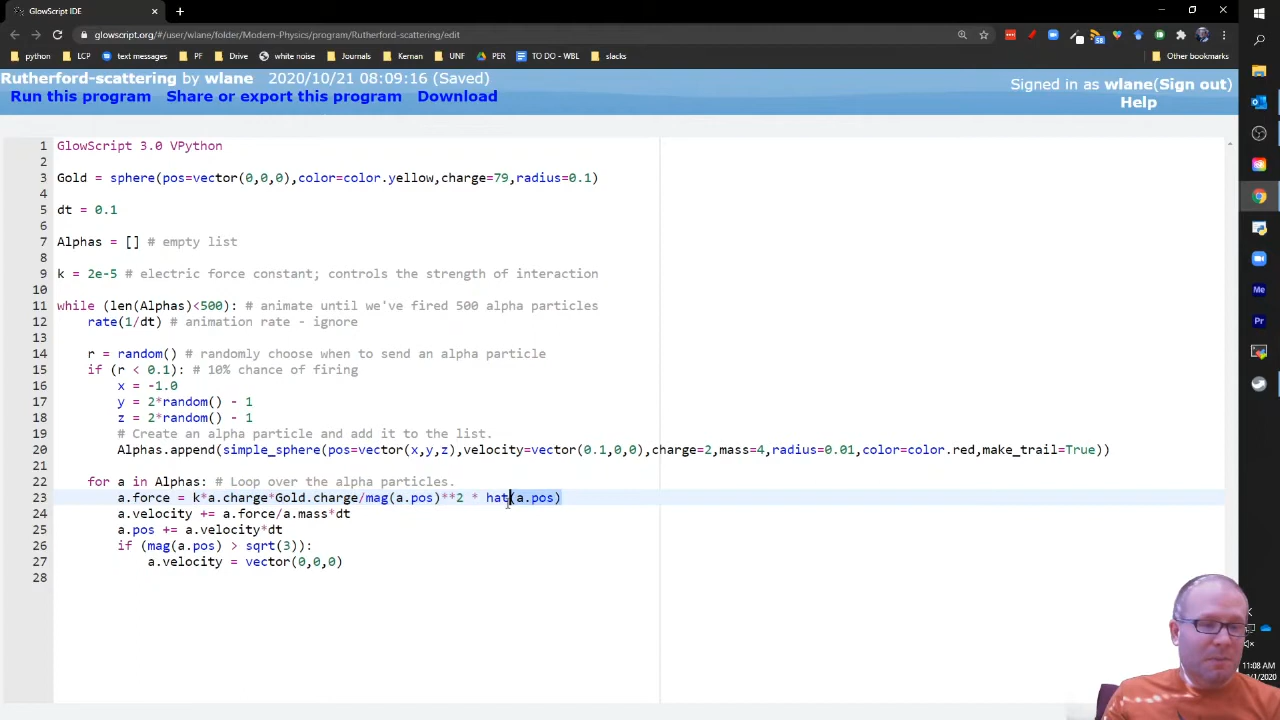 GlowScript IDE
glowscript.org/#/user/wlane/folder/Modern-Physics/program/Rutherford-scattering/edit
python LCP text messages PF Drive white noise Journals Kernan UNF PER TO DO - WBL slacks Other bookmarks
Rutherford-scattering by wlane 2020/10/21 08:09:16 (Saved)
Signed in as wlane(Sign out)
Run this program Share or export this program Download
Help
1 GlowScript 3.0 VPython
2
3 Gold = sphere(pos=vector(0,0,0),color=color.yellow,charge=79,radius=0.1)
4
5 dt = 0.1
6
7 Alphas = [] # empty list
8
9 k = 2e-5 # electric force constant; controls the strength of interaction
10
11 while (len(Alphas)<500): # animate until we've fired 500 alpha particles
12 rate(1/dt) # animation rate - ignore
13
14 r = random() # randomly choose when to send an alpha particle
15 if (r < 0.1): # 10% chance of firing
16 x = -1.0
17 y = 2*random() - 1
18 z = 2*random() - 1
19 # Create an alpha particle and add it to the list.
20 Alphas.append(simple_sphere(pos=vector(x,y,z),velocity=vector(0.1,0,0),charge=2,mass=4,radius=0.01,color=color.red,make_trail=True))
21
22 for a in Alphas: # Loop over the alpha particles.
23 a.force = k*a.charge*Gold.charge/mag(a.pos)**2 * hat(a.pos)
24 a.velocity += a.force/a.mass*dt
25 a.pos += a.velocity*dt
26 if (mag(a.pos) > sqrt(3)):
27 a.velocity = vector(0,0,0)
28
58
Me
Pr
11:08 AM